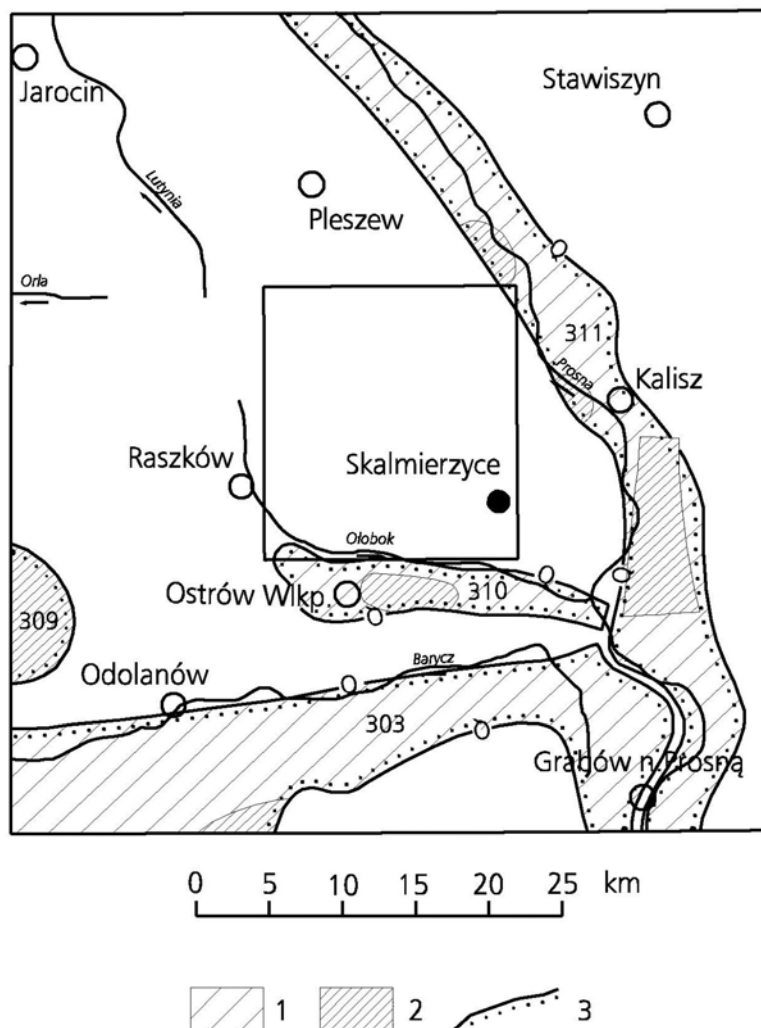 Jarocin
Stawiszyn
Lutynia
Pleszew
Orla
311
Prosna
Kalisz
Raszków
Skalmierzyce
Ołobok
Ostrów Wlkp
310
309
Odolanów
Barycz
303
Grabów n.Prosną
0 5 10 15 20 25 km
1 2 3